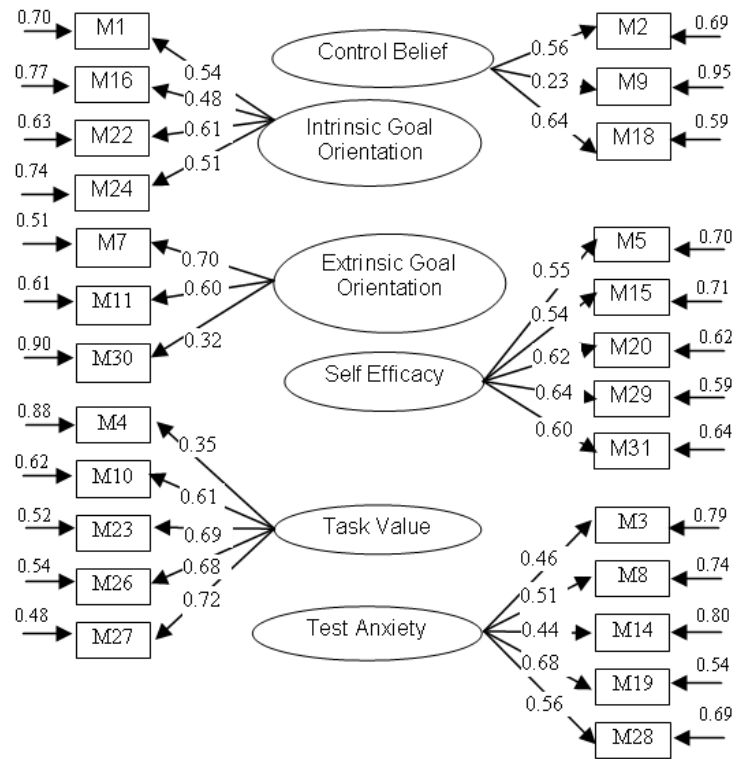 0.70
M1
0.54
0.77
M16
0.48
0.63
M22
0.61
0.74
M24
0.51
Intrinsic Goal
Orientation
Control Belief
0.56
M2
0.69
0.23
M9
0.95
0.64
M18
0.59
0.51
M7
0.70
0.61
M11
0.60
0.90
M30
0.32
Extrinsic Goal
Orientation
Self Efficacy
0.55
M5
0.70
0.54
M15
0.71
0.62
M20
0.62
0.64
M29
0.59
0.60
M31
0.64
0.88
M4
0.35
0.62
M10
0.61
0.52
M23
0.69
0.54
M26
0.68
0.48
M27
0.72
Task Value
Test Anxiety
0.46
M3
0.79
0.51
M8
0.74
0.44
M14
0.80
0.68
M19
0.54
0.56
M28
0.69